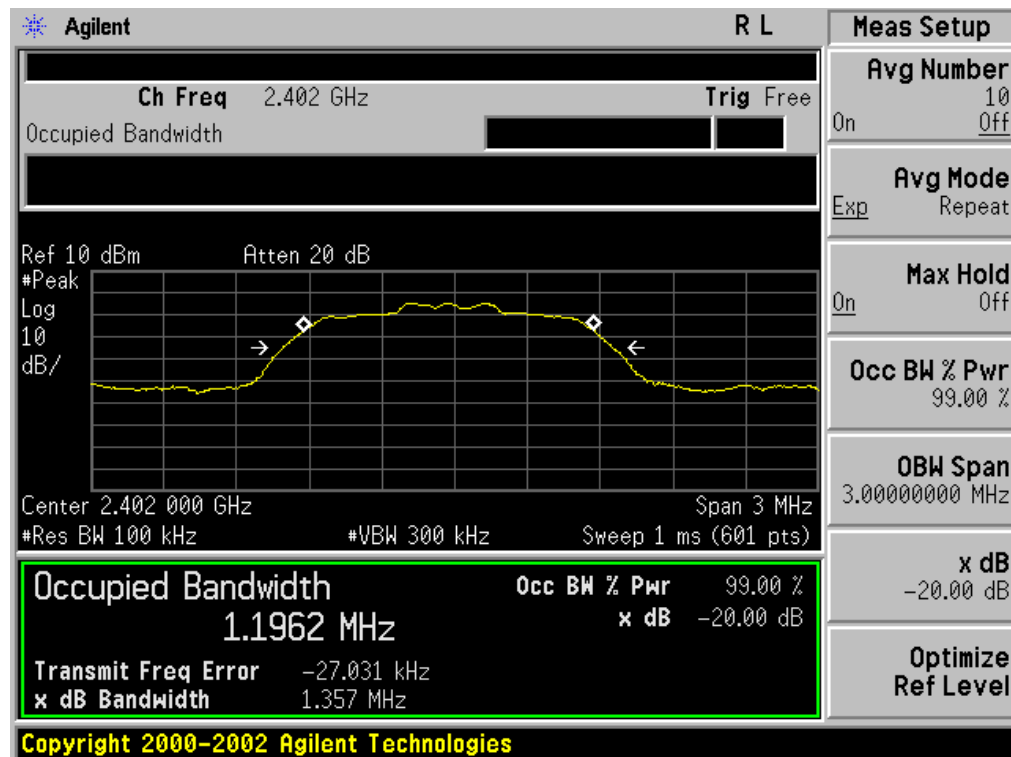 Agilent R L
Ch Freq 2.402 GHz Trig Free
Occupied Bandwidth
Ref 10 dBm Atten 20 dB
#Peak
Log
10
dB/
Center 2.402 000 GHz Span 3 MHz
#Res BW 100 kHz #VBW 300 kHz Sweep 1 ms (601 pts)
Occupied Bandwidth Occ BW % Pwr 99.00 %
1.1962 MHz x dB -20.00 dB
Transmit Freq Error -27.031 kHz
x dB Bandwidth 1.357 MHz
Copyright 2000-2002 Agilent Technologies
Meas Setup
Avg Number
10
On Off
Avg Mode
Exp Repeat
Max Hold
On Off
Occ BW % Pwr
99.00 %
OBW Span
3.00000000 MHz
x dB
-20.00 dB
Optimize
Ref Level